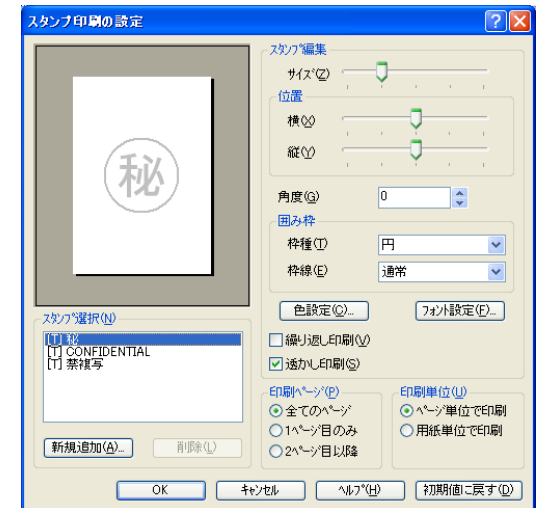 スタンプ印刷の設定
秘
スタンプ選択(N)
[T] 秘
[T] CONFIDENTIAL
[T] 禁複写
新規追加(A)...
削除(L)
スタンプ編集
サイズ(Z)
位置
横(X)
縦(Y)
角度(G)
0
囲み枠
枠種(T)
円
枠線(E)
通常
色設定(C)...
フォント設定(F)...
繰り返し印刷(V)
透かし印刷(S)
印刷ページ(P)
全てのページ
1ページ目のみ
2ページ目以降
印刷単位(U)
ページ単位で印刷
用紙単位で印刷
OK
キャンセル
ヘルプ(H)
初期値に戻す(D)